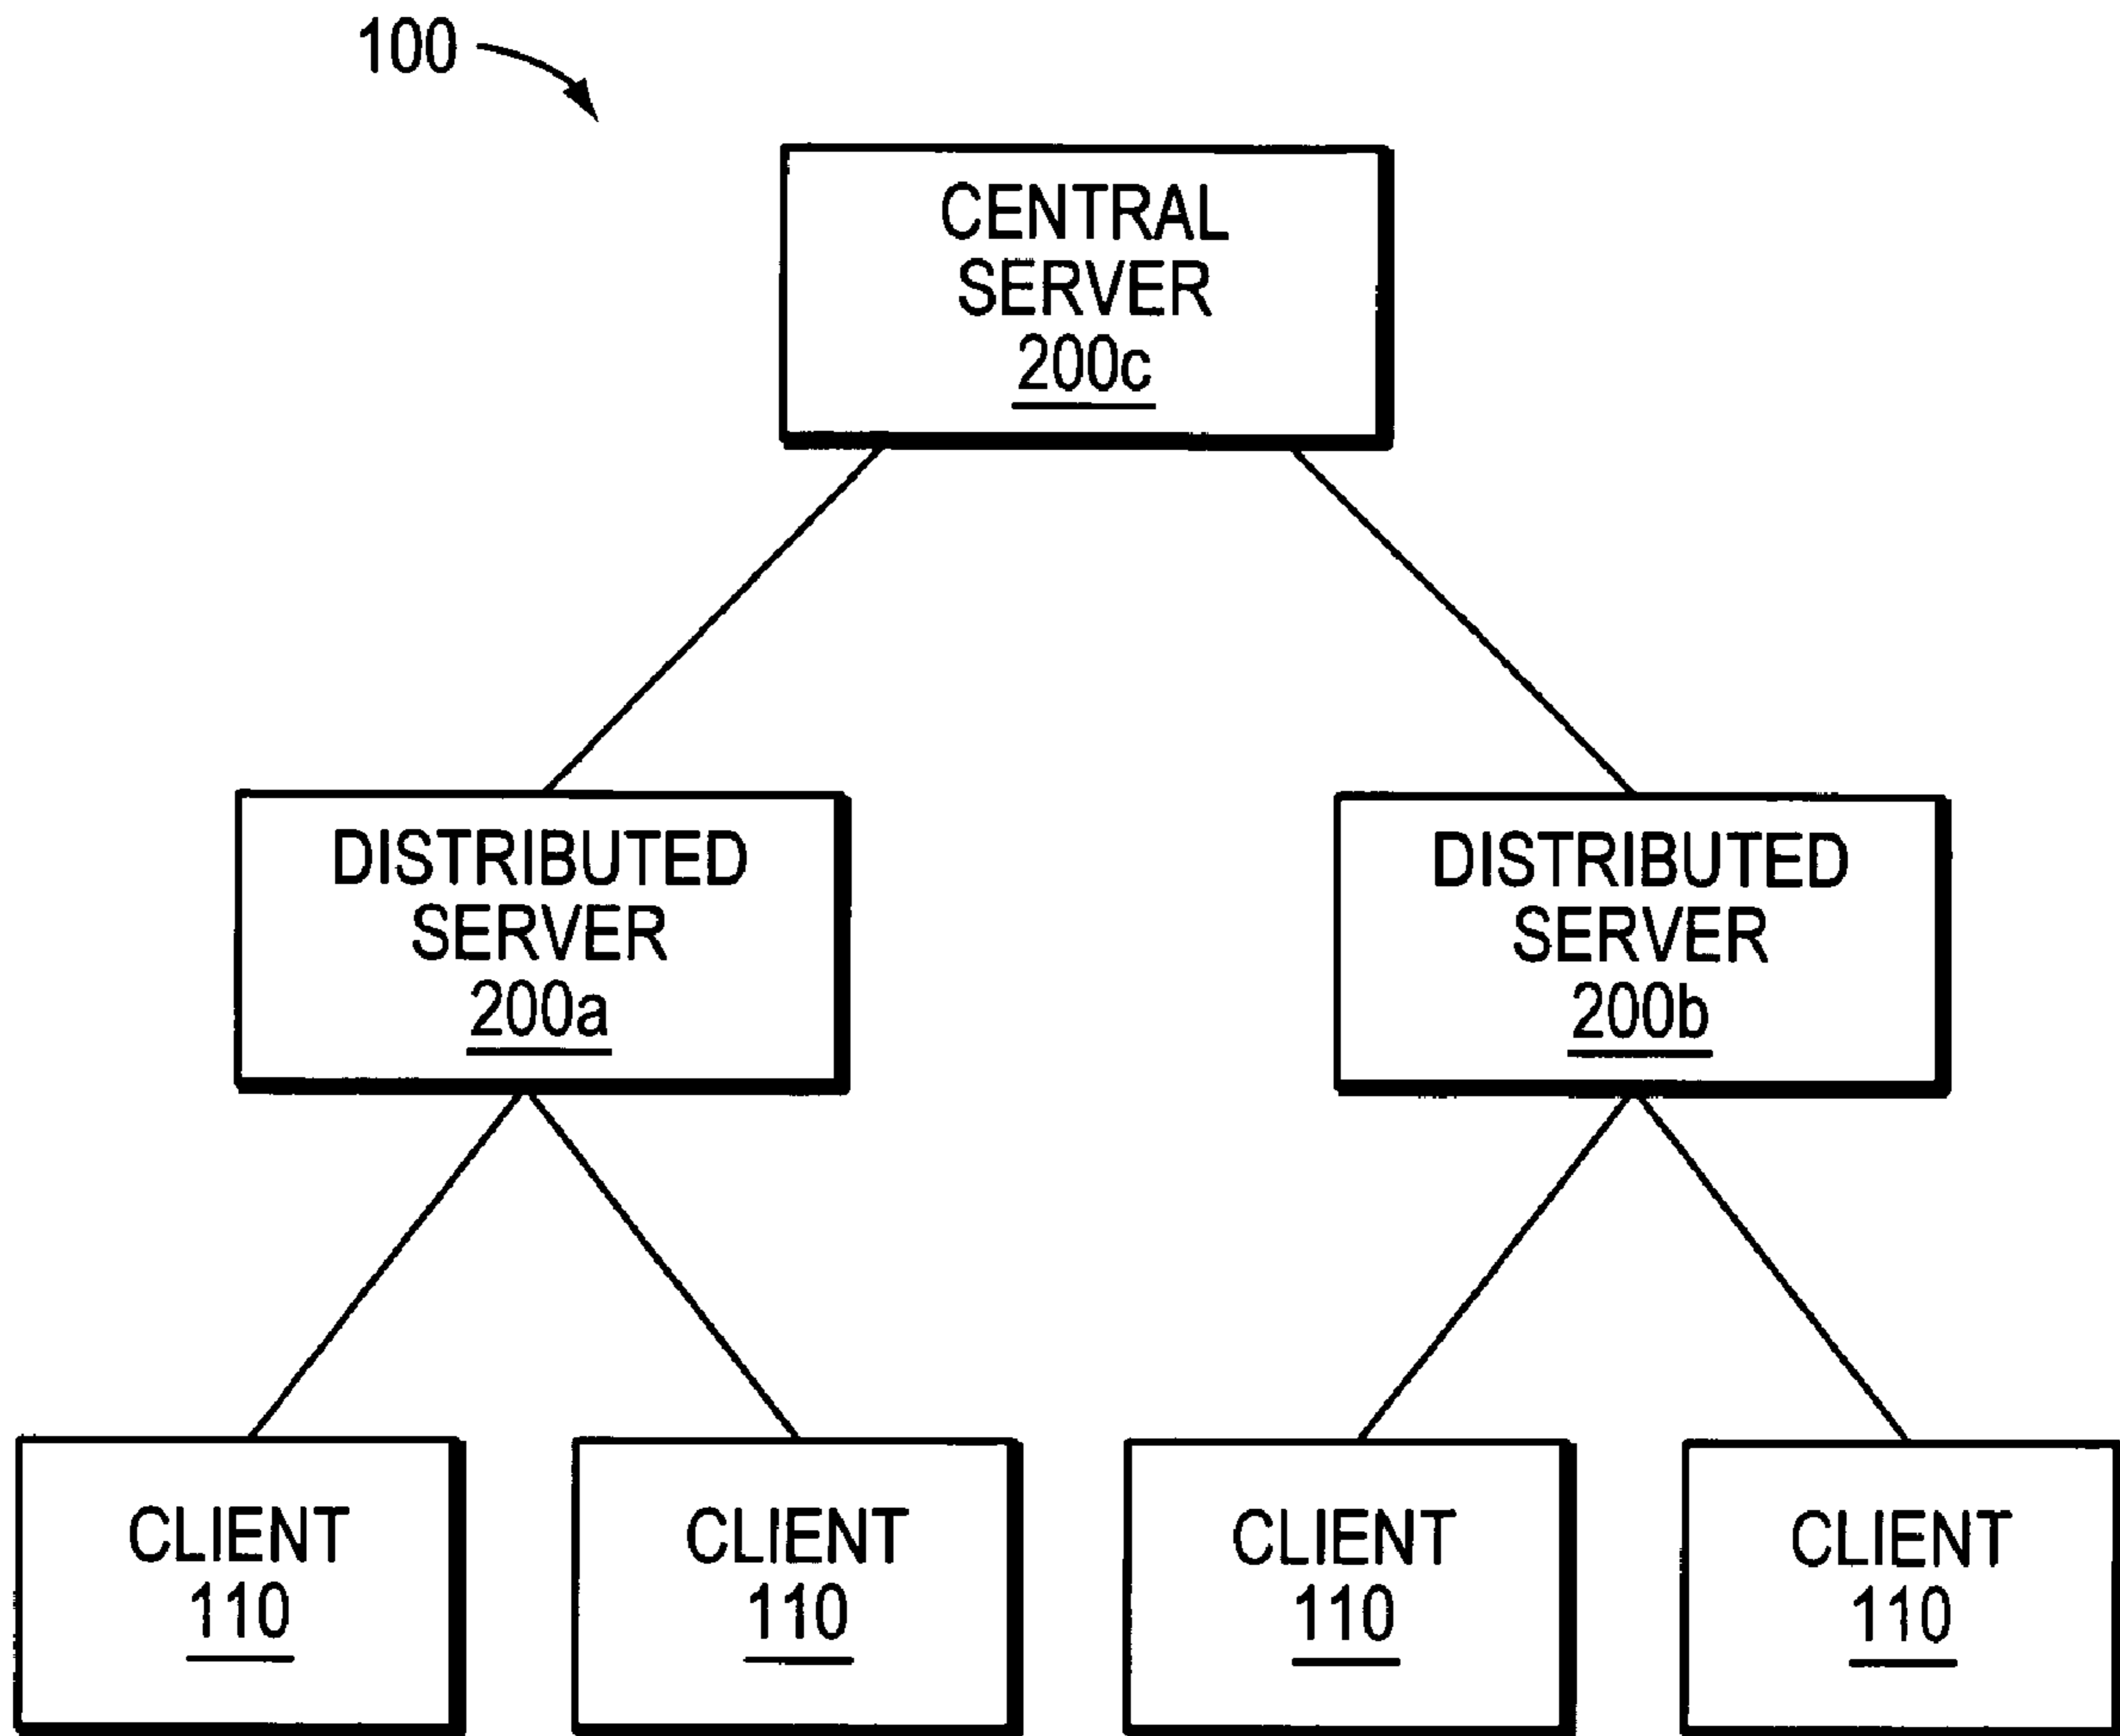 100
CENTRAL
SERVER
200c
DISTRIBUTED
SERVER
200a
DISTRIBUTED
SERVER
200b
CLIENT
110
CLIENT
110
CLIENT
110
CLIENT
110